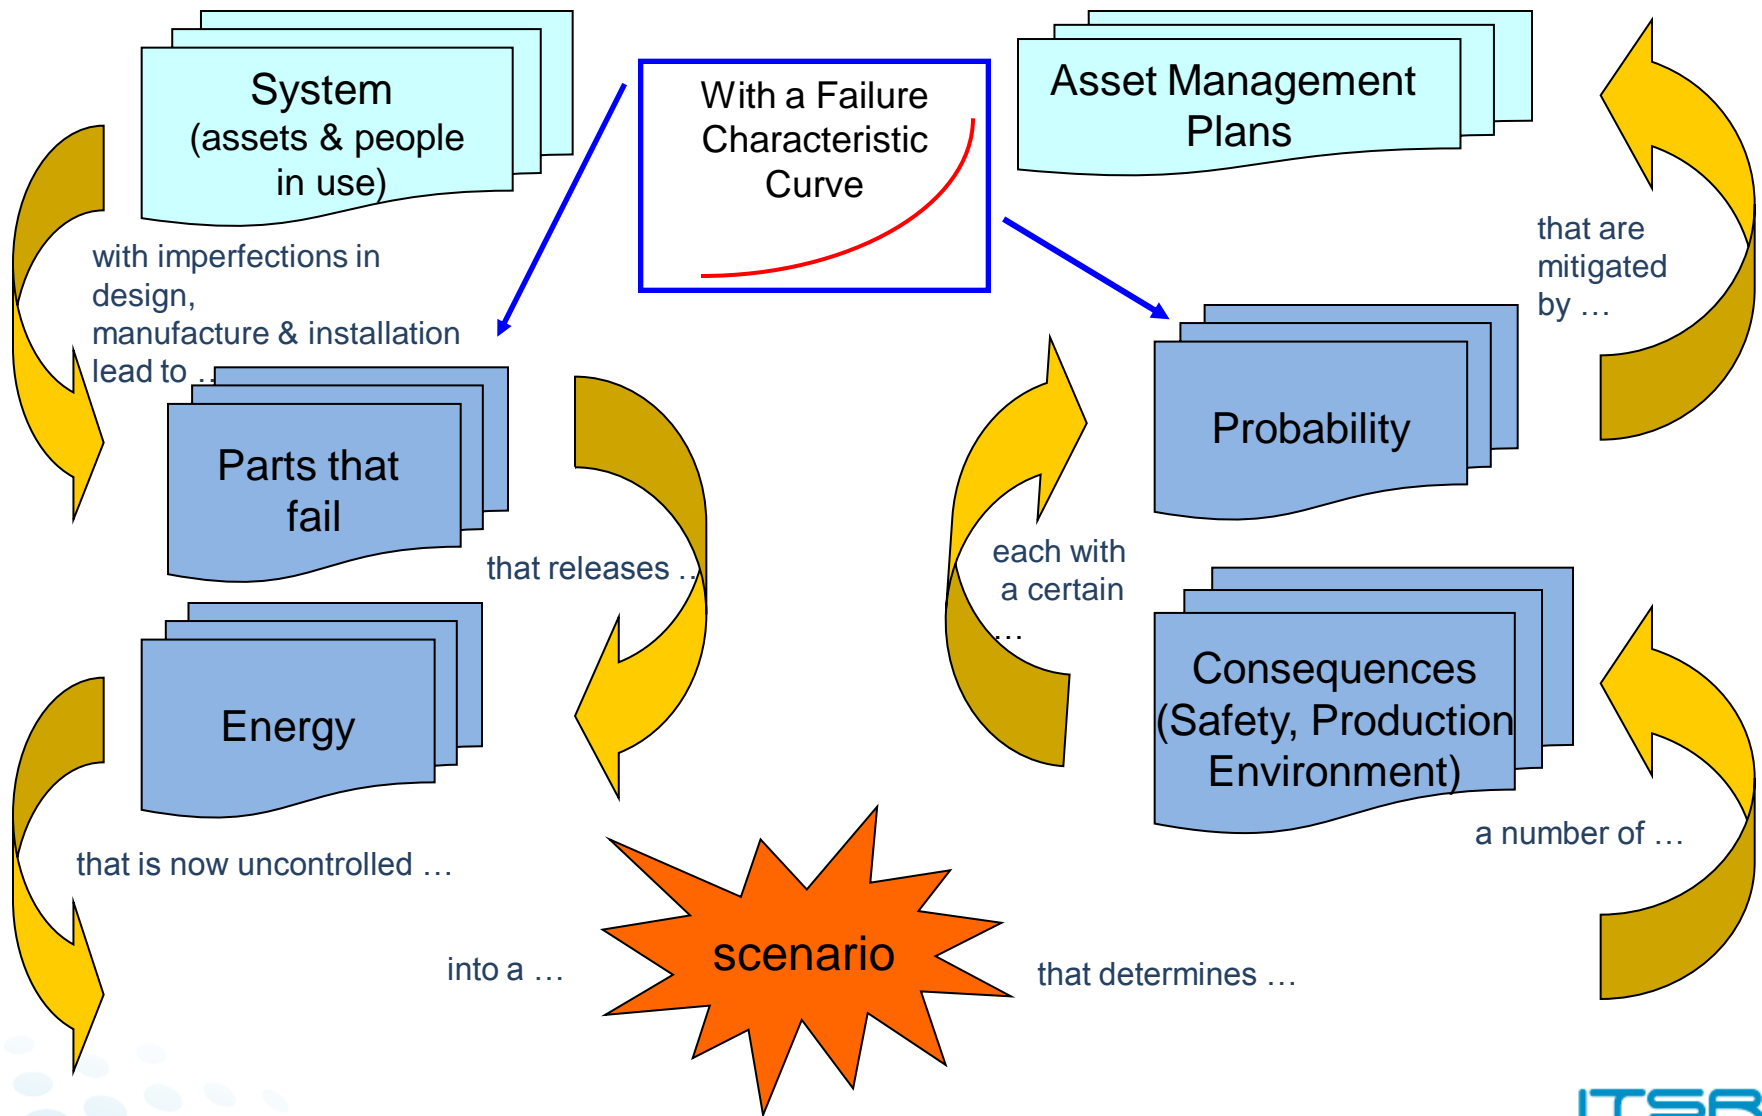 System
(assets & people
in use)
with imperfections in
design,
manufacture & installation
lead to ..
Parts that
fail
that releases ..
Energy
that is now uncontrolled …
into a …
scenario
that determines …
a number of …
Consequences
(Safety, Production
Environment)
each with
a certain
…
Probability
that are
mitigated
by …
Asset Management
Plans
With a Failure
Characteristic
Curve
ITSR